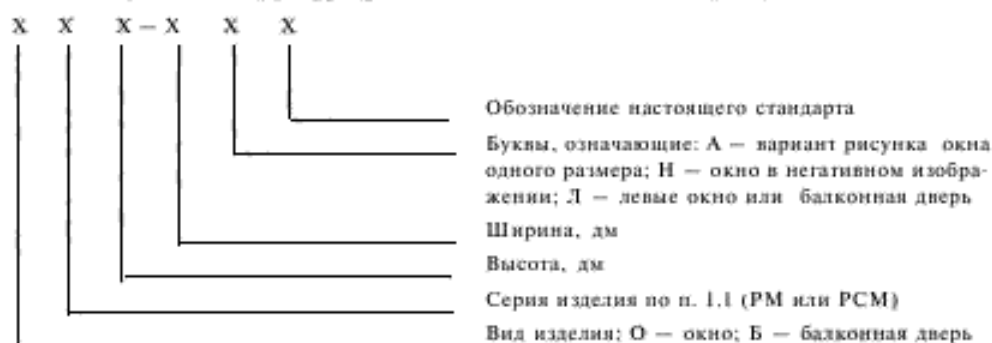 Х Х Х – Х Х Х
Обозначение настоящего стандарта
Буквы, означающие: А — вариант рисунка окна
одного размера; Н — окно в негативном изобра-
жении; Л — левые окно или балконная дверь
Ширина, дм
Высота, дм
Серия изделия по п. 1.1 (РМ или РСМ)
Вид изделия; О — окно; Б — балконная дверь